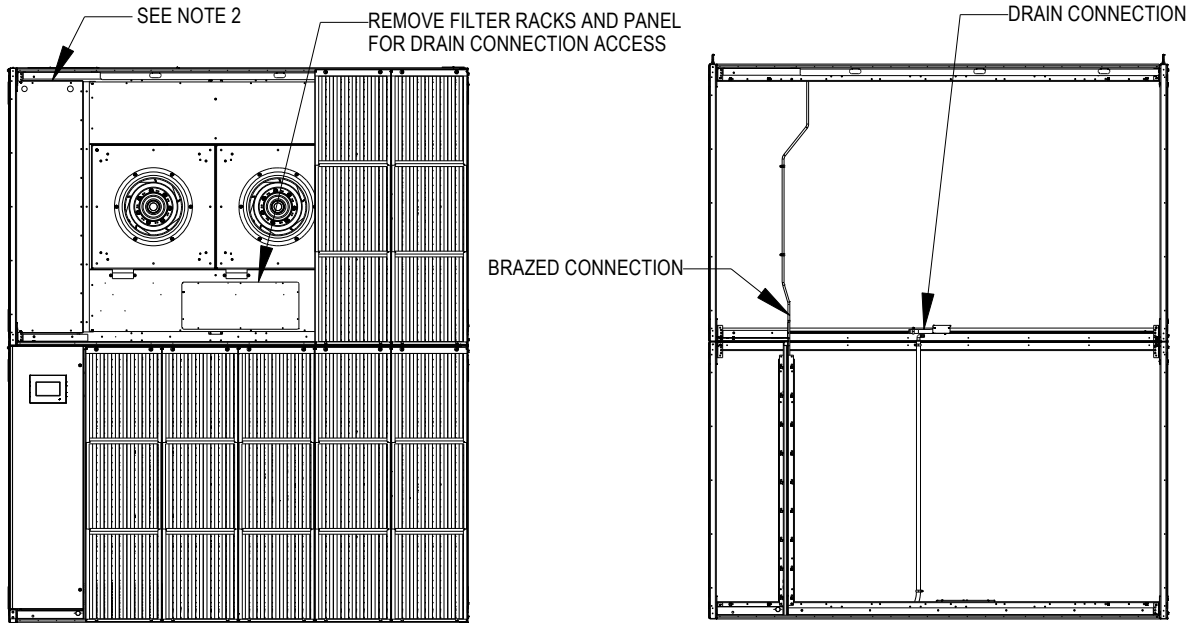 SEE NOTE 2
REMOVE FILTER RACKS AND PANEL
FOR DRAIN CONNECTION ACCESS
DRAIN CONNECTION
BRAZED CONNECTION